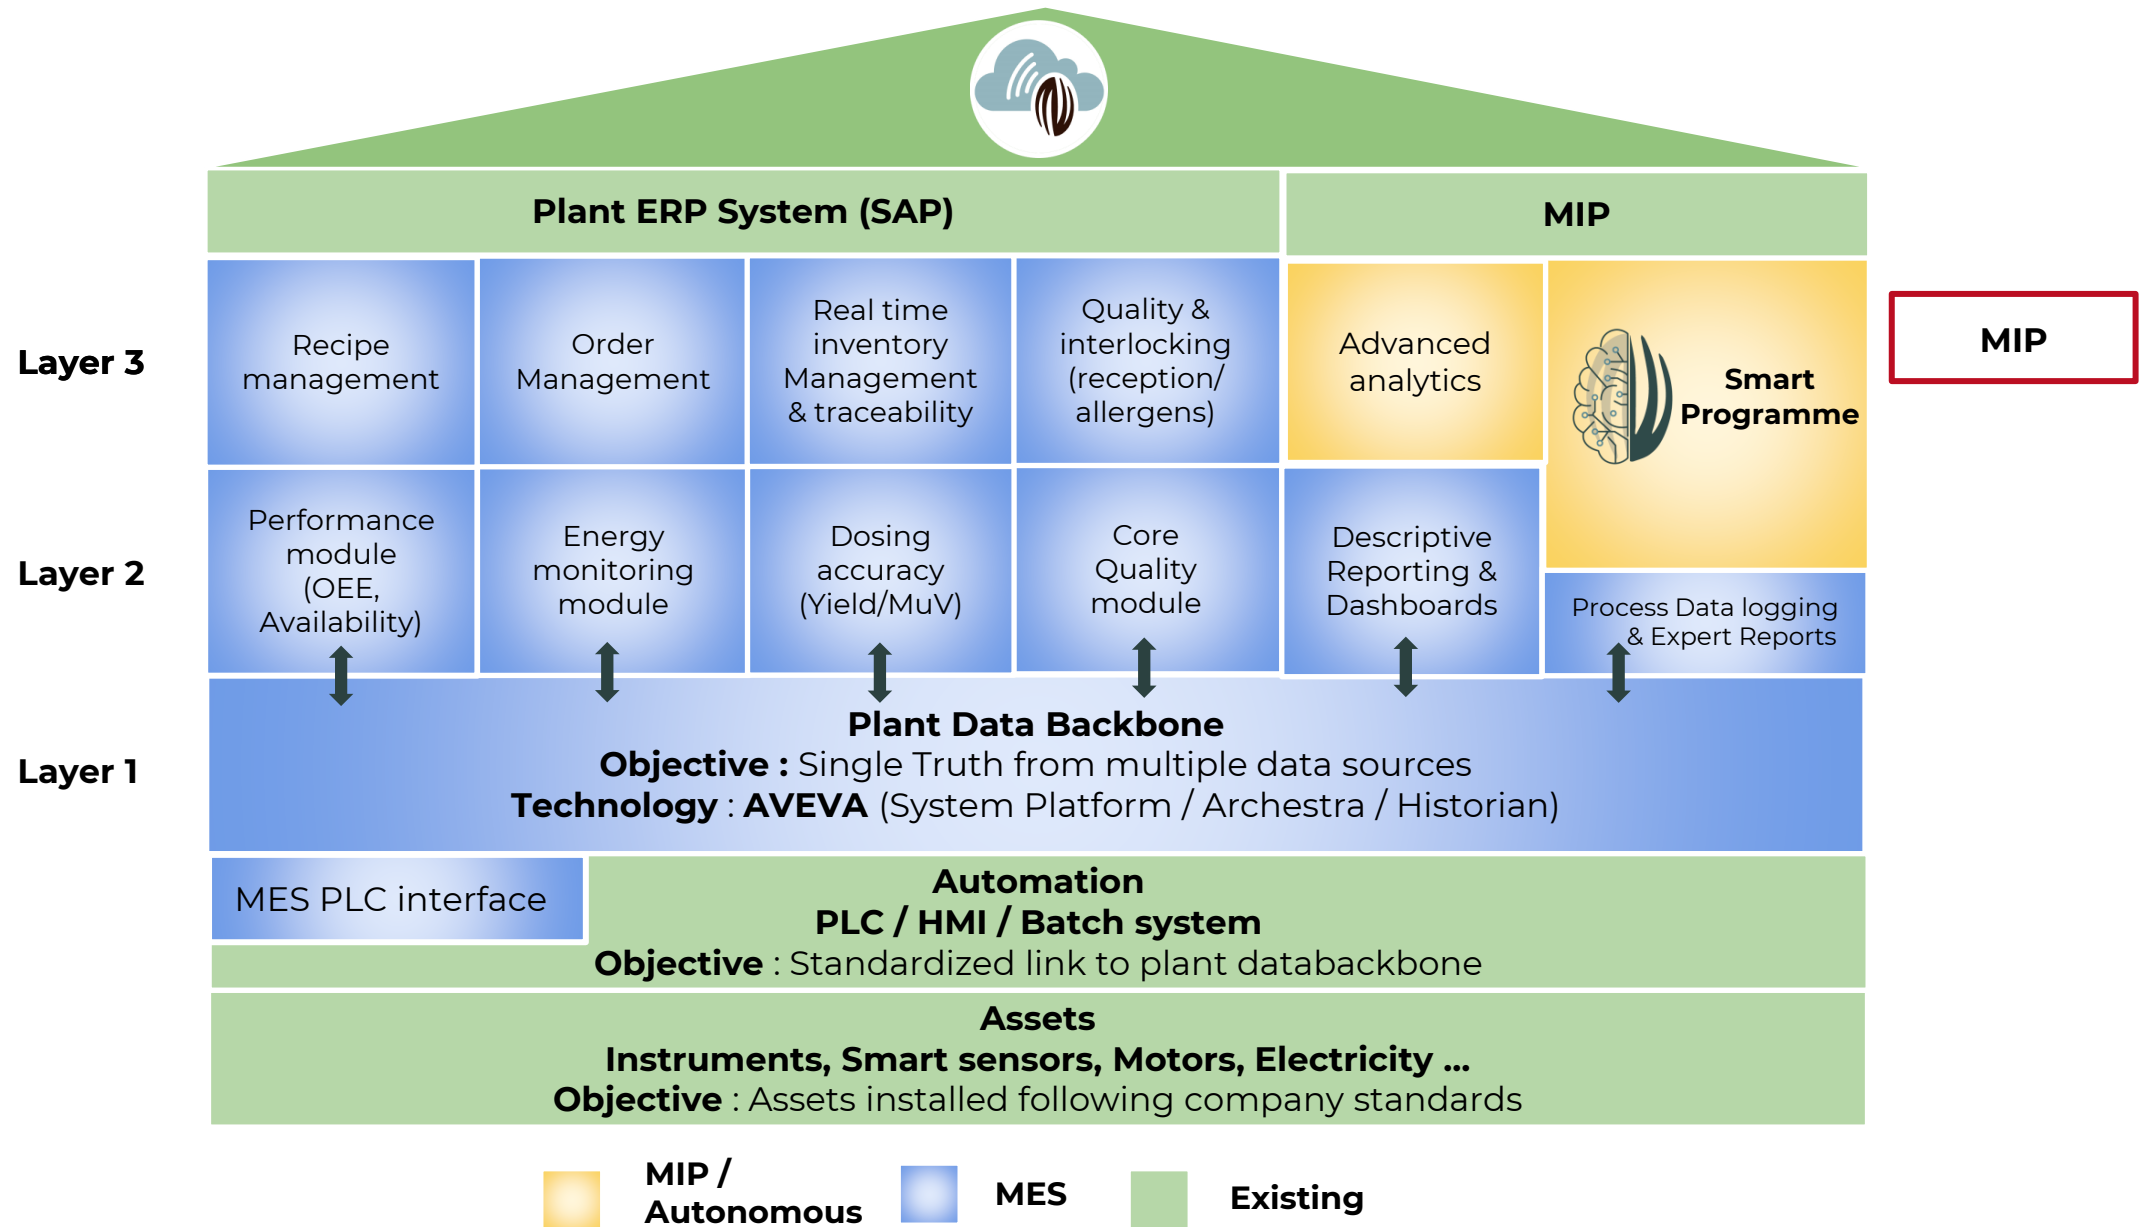 Plant ERP System (SAP)
MIP
Layer 3
Recipe
management
Order
Management
Real time
inventory
Management
& traceability
Quality &
interlocking
(reception/
allergens)
Advanced
analytics
Smart
Programme
MIP
Layer 2
Performance
module
(OEE,
Availability)
Energy
monitoring
module
Dosing
accuracy
(Yield/MuV)
Core
Quality
module
Descriptive
Reporting &
Dashboards
Process Data logging
& Expert Reports
Layer 1
Plant Data Backbone
Objective : Single Truth from multiple data sources
Technology : AVEVA (System Platform / Archestra / Historian)
MES PLC interface
Automation
PLC / HMI / Batch system
Objective : Standardized link to plant databackbone
Assets
Instruments, Smart sensors, Motors, Electricity ...
Objective : Assets installed following company standards
MIP /
Autonomous
MES
Existing